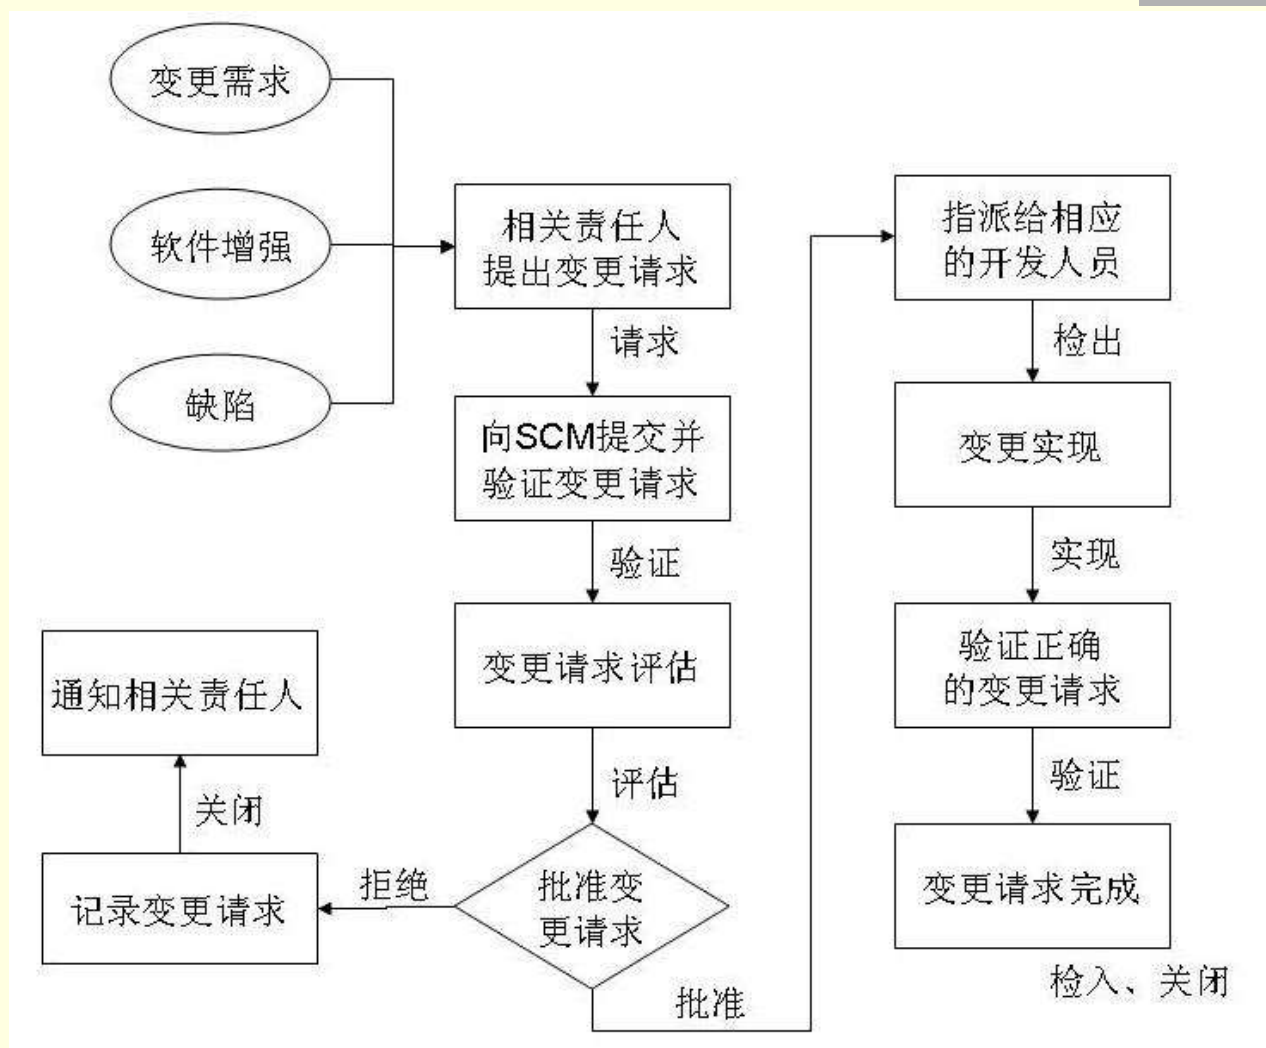 变更需求
软件增强
缺陷
相关责任人
提出变更请求
请求
向SCM提交并
验证变更请求
验证
变更请求评估
评估
批准变
更请求
拒绝
记录变更请求
关闭
通知相关责任人
批准
指派给相应
的开发人员
检出
变更实现
实现
验证正确
的变更请求
验证
变更请求完成
检入、关闭